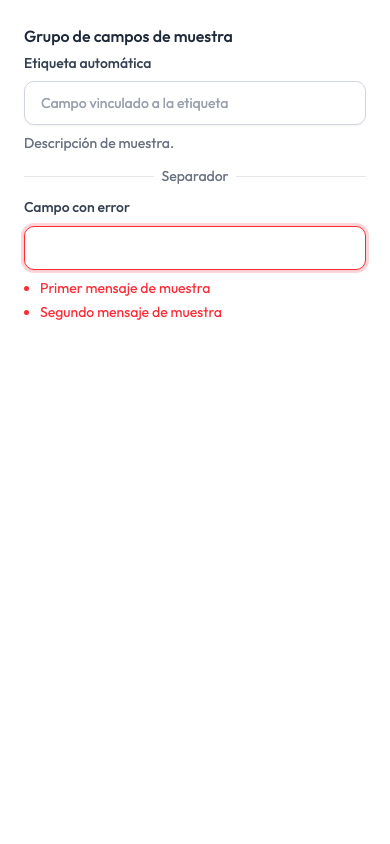 Grupo de campos de muestra
Etiqueta automática
Campo vinculado a la etiqueta
Descripción de muestra.
Separador
Campo con error
Primer mensaje de muestra
Segundo mensaje de muestra